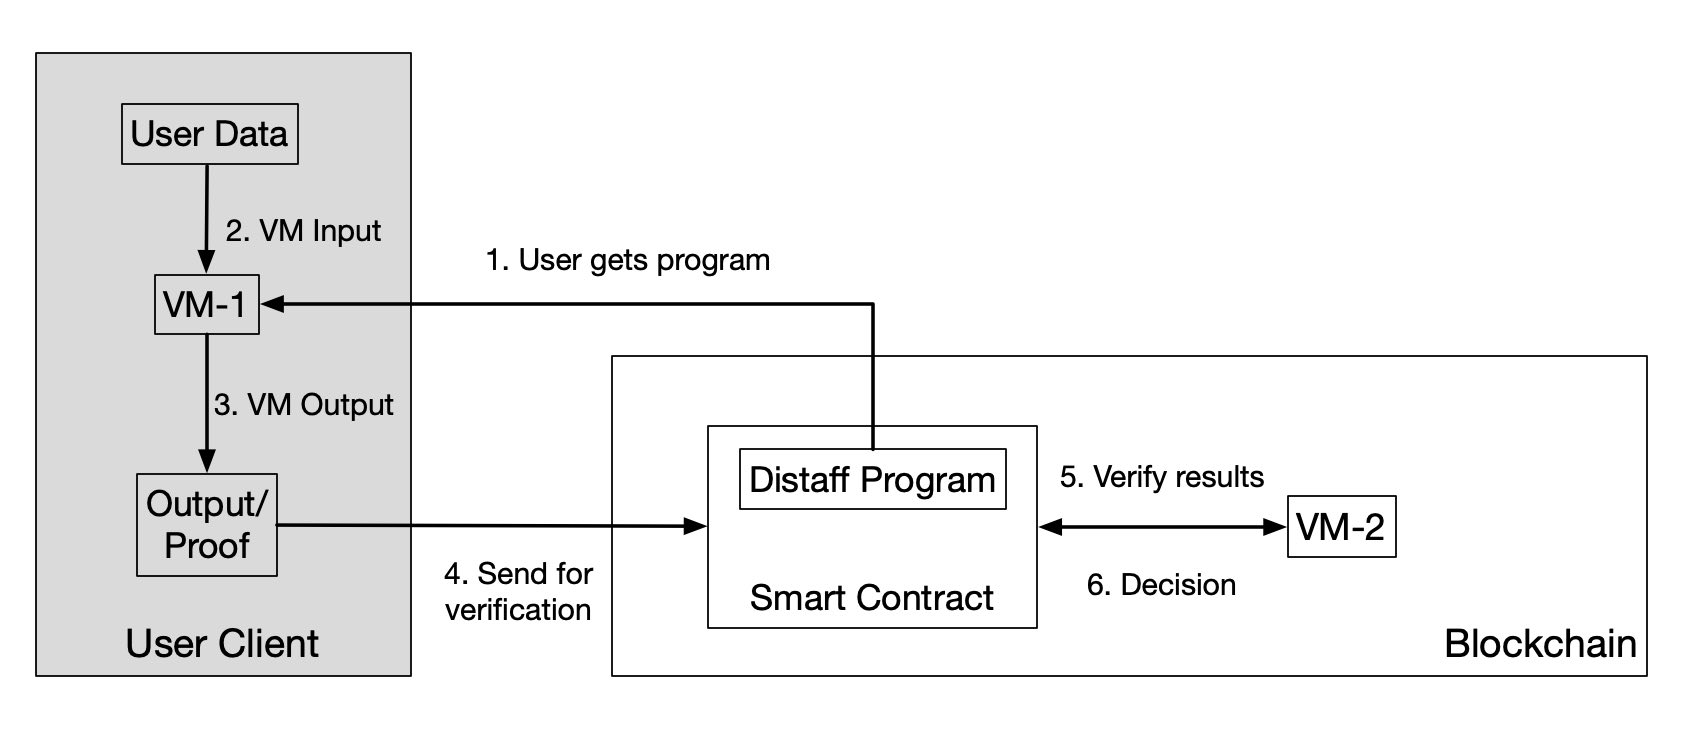 User Data
2. VM Input
1. User gets program
VM-1
3. VM Output
Output/
Proof
User Client
4. Send for
verification
Distaff Program
Smart Contract
5. Verify results
VM-2
6. Decision
Blockchain